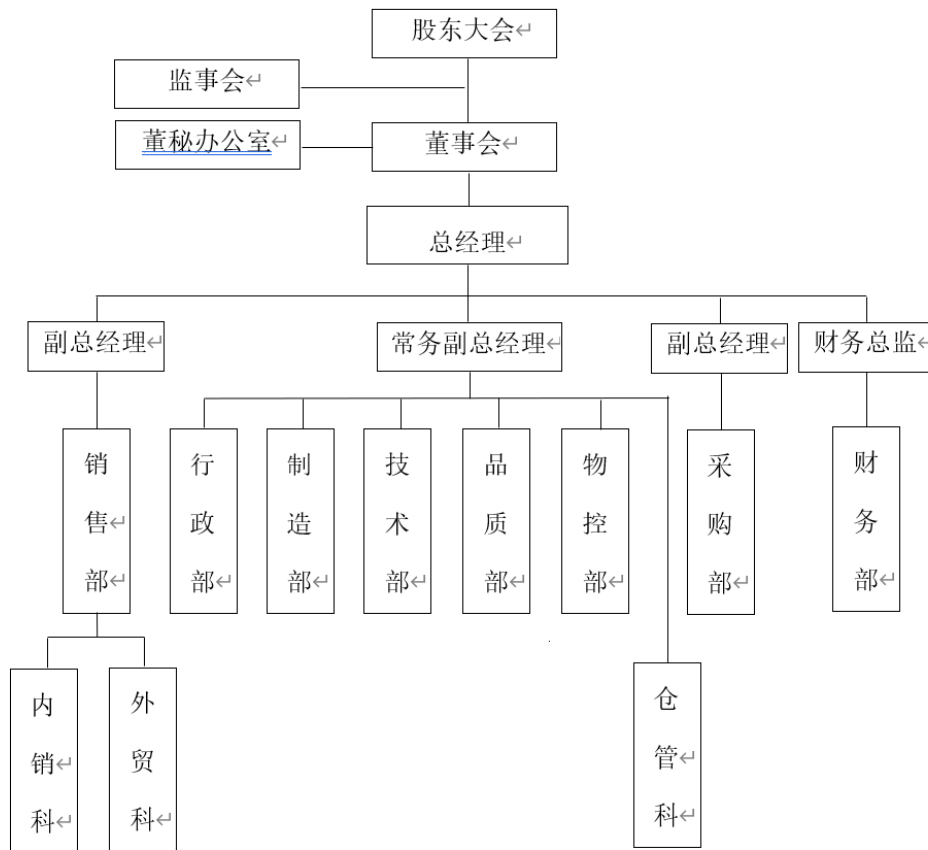 股东大会
监事会
董秘办公室
董事会
总经理
副总经理
常务副总经理
副总经理
财务总监
销售部
行政部
制造部
技术部
品质部
物控部
采购部
财务部
内销科
外贸科
仓管科